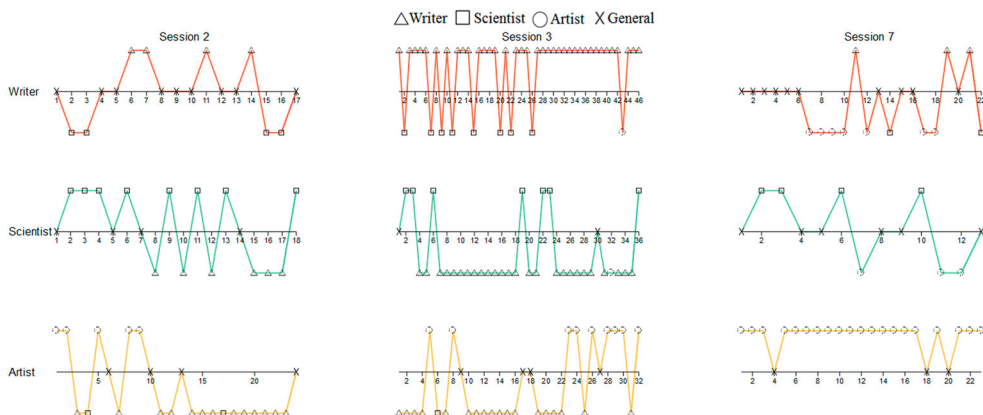 Writer Scientist Artist General
Session 2 Session 3 Session 7
Writer
1 2 3 4 5 6 7 8 9 10 11 12 13 14 15 16 17
2 4 6 8 10 12 14 16 18 20 22 24 26 28 30 32 34 36 38 40 42 44 46
2 4 6 8 10 12 14 16 18 20 22
Scientist
1 2 3 4 5 6 7 8 9 10 11 12 13 14 15 16 17 18
2 4 6 8 10 12 14 16 18 20 22 24 26 28 30 32 34 36
2 4 6 8 10 12
Artist
5 10 15 20
2 4 6 8 10 12 14 16 18 20 22 24 26 28 30 32
2 4 6 8 10 12 14 16 18 20 22